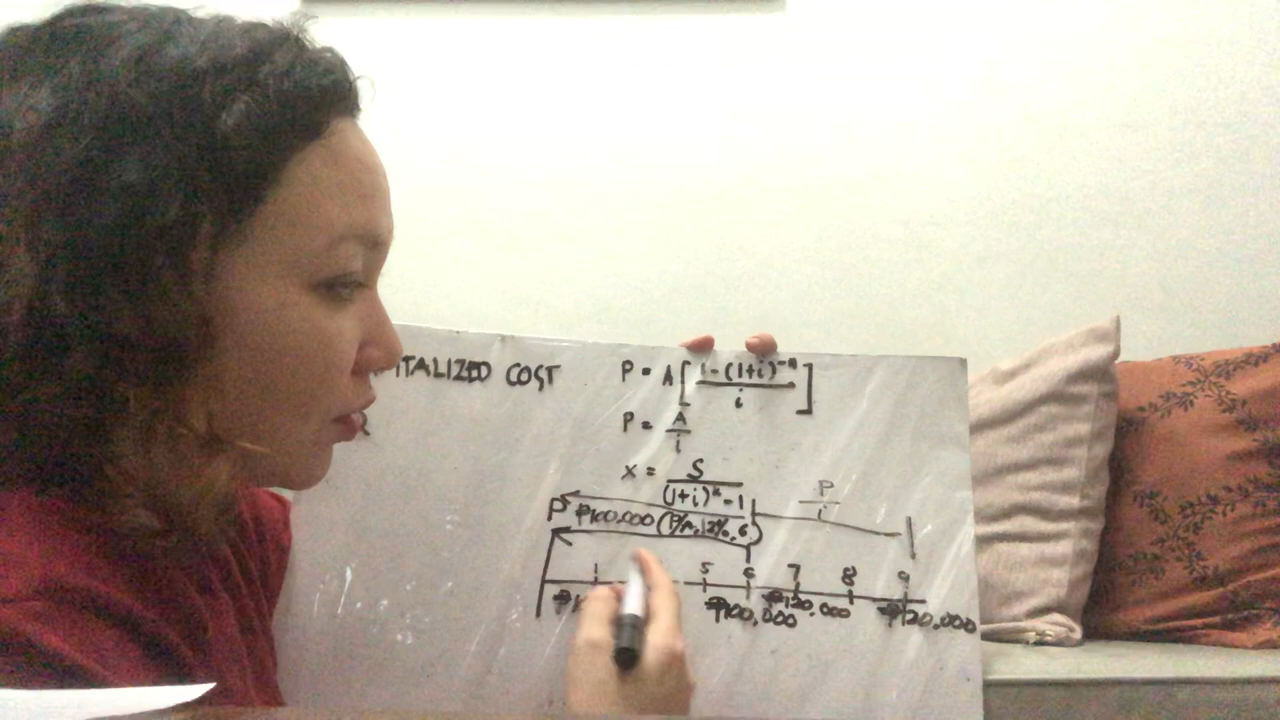 ITALIZED COST
P = A [ 1-(1+i)^-n / i ]
P = A / i
x = S / (1+i)^k - 1
P / i
P ₱100,000 (P/A, 12%, 6)
1 5 6 7 8 9
₱100,000 ₱120,000 ₱120,000